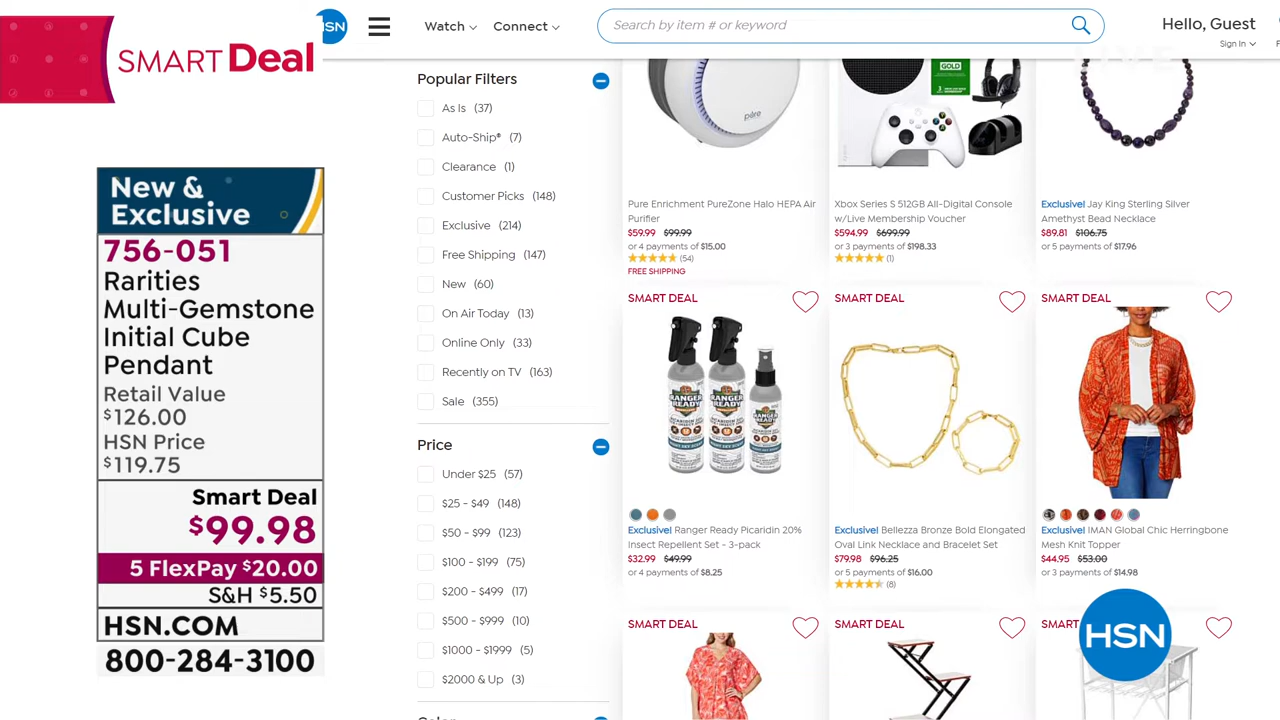 SMART Deal
New &
Exclusive
756-051
Rarities
Multi-Gemstone
Initial Cube
Pendant
Retail Value
$126.00
HSN Price
$119.75
Smart Deal
$99.98
5 FlexPay $20.00
S&H $5.50
HSN.COM
800-284-3100
HSN
Watch
Connect
Search by item # or keyword
Hello, Guest
Sign In
LIVE
Popular Filters
As Is (37)
Auto-Ship® (7)
Clearance (1)
Customer Picks (148)
Exclusive (214)
Free Shipping (147)
New (60)
On Air Today (13)
Online Only (33)
Recently on TV (163)
Sale (355)
Price
Under $25 (57)
$25 - $49 (148)
$50 - $99 (123)
$100 - $199 (75)
$200 - $499 (17)
$500 - $999 (10)
$1000 - $1999 (5)
$2000 & Up (3)
pure
Pure Enrichment PureZone Halo HEPA Air
Purifier
$59.99 $99.99
or 4 payments of $15.00
(54)
FREE SHIPPING
GOLD
Xbox Series S 512GB All-Digital Console
w/Live Membership Voucher
$594.99 $699.99
or 3 payments of $198.33
(1)
Exclusive! Jay King Sterling Silver
Amethyst Bead Necklace
$89.81 $106.75
or 5 payments of $17.96
SMART DEAL
RANGER
READY
RANGER
READY
RANGER
READY
Exclusive! Ranger Ready Picaridin 20%
Insect Repellent Set - 3-pack
$32.99 $49.99
or 4 payments of $8.25
SMART DEAL
Exclusive! Bellezza Bronze Bold Elongated
Oval Link Necklace and Bracelet Set
$79.98 $96.25
or 5 payments of $16.00
(8)
SMART DEAL
Exclusive! IMAN Global Chic Herringbone
Mesh Knit Topper
$44.95 $53.00
or 3 payments of $14.98
SMART DEAL
SMART DEAL
SMART
HSN